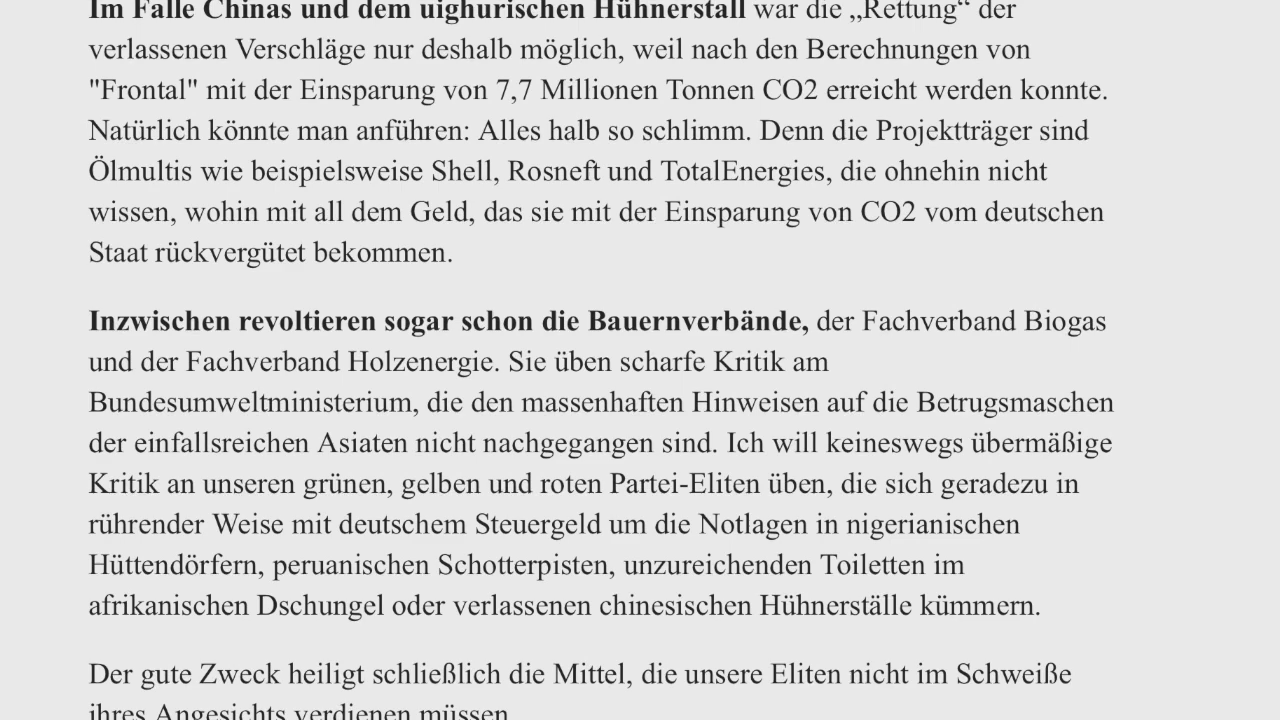 Im Falle Chinas und dem uighurischen Hühnerstall war die „Rettung“ der
verlassenen Verschläge nur deshalb möglich, weil nach den Berechnungen von
"Frontal" mit der Einsparung von 7,7 Millionen Tonnen CO2 erreicht werden konnte.
Natürlich könnte man anführen: Alles halb so schlimm. Denn die Projektträger sind
Ölmultis wie beispielsweise Shell, Rosneft und TotalEnergies, die ohnehin nicht
wissen, wohin mit all dem Geld, das sie mit der Einsparung von CO2 vom deutschen
Staat rückvergütet bekommen.
Inzwischen revoltieren sogar schon die Bauernverbände, der Fachverband Biogas
und der Fachverband Holzenergie. Sie üben scharfe Kritik am
Bundesumweltministerium, die den massenhaften Hinweisen auf die Betrugsmaschen
der einfallsreichen Asiaten nicht nachgegangen sind. Ich will keineswegs übermäßige
Kritik an unseren grünen, gelben und roten Partei-Eliten üben, die sich geradezu in
rührender Weise mit deutschem Steuergeld um die Notlagen in nigerianischen
Hüttendörfern, peruanischen Schotterpisten, unzureichenden Toiletten im
afrikanischen Dschungel oder verlassenen chinesischen Hühnerställe kümmern.
Der gute Zweck heiligt schließlich die Mittel, die unsere Eliten nicht im Schweiße
ihres Angesichts verdienen müssen